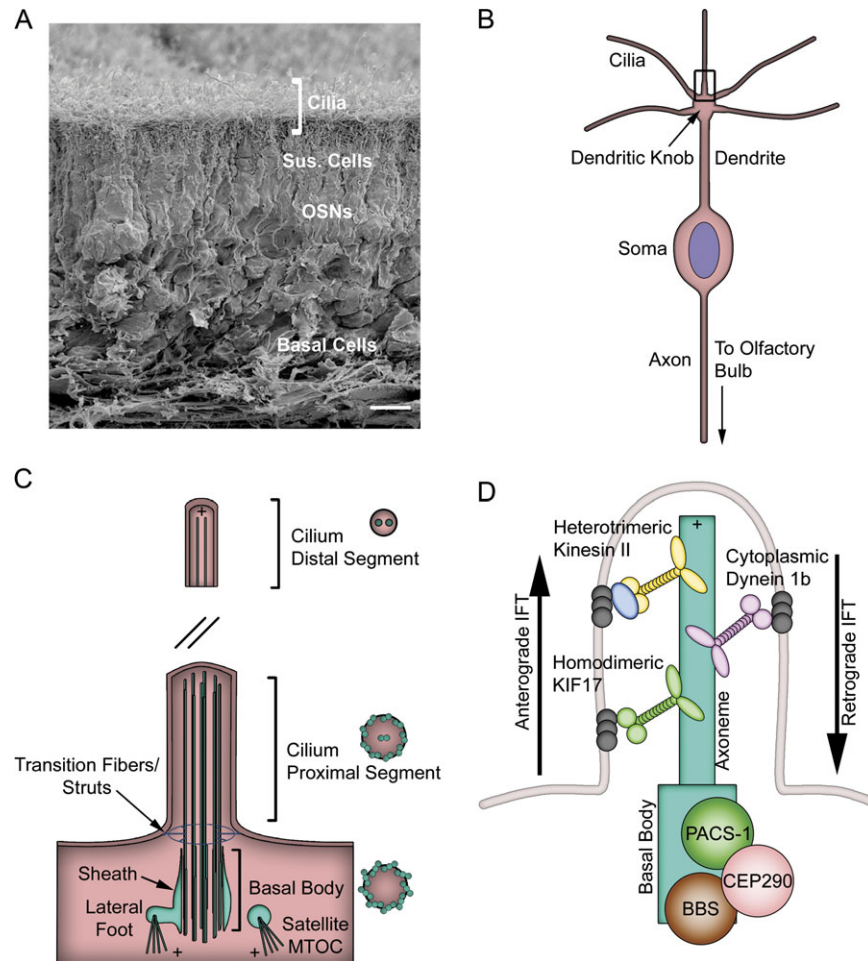 A
Cilia
Sus. Cells
OSNs
Basal Cells
B
Cilia
Dendritic Knob
Dendrite
Soma
Axon
To Olfactory
Bulb
C
+
Cilium
Distal Segment
Cilium
Proximal Segment
Transition Fibers/
Struts
Sheath
Basal Body
Lateral
Foot
Satellite
MTOC
+
+
D
+
Heterotrimeric
Kinesin II
Cytoplasmic
Dynein 1b
Anterograde IFT
Retrograde IFT
Homodimeric
KIF17
Axoneme
Basal Body
PACS-1
CEP290
BBS